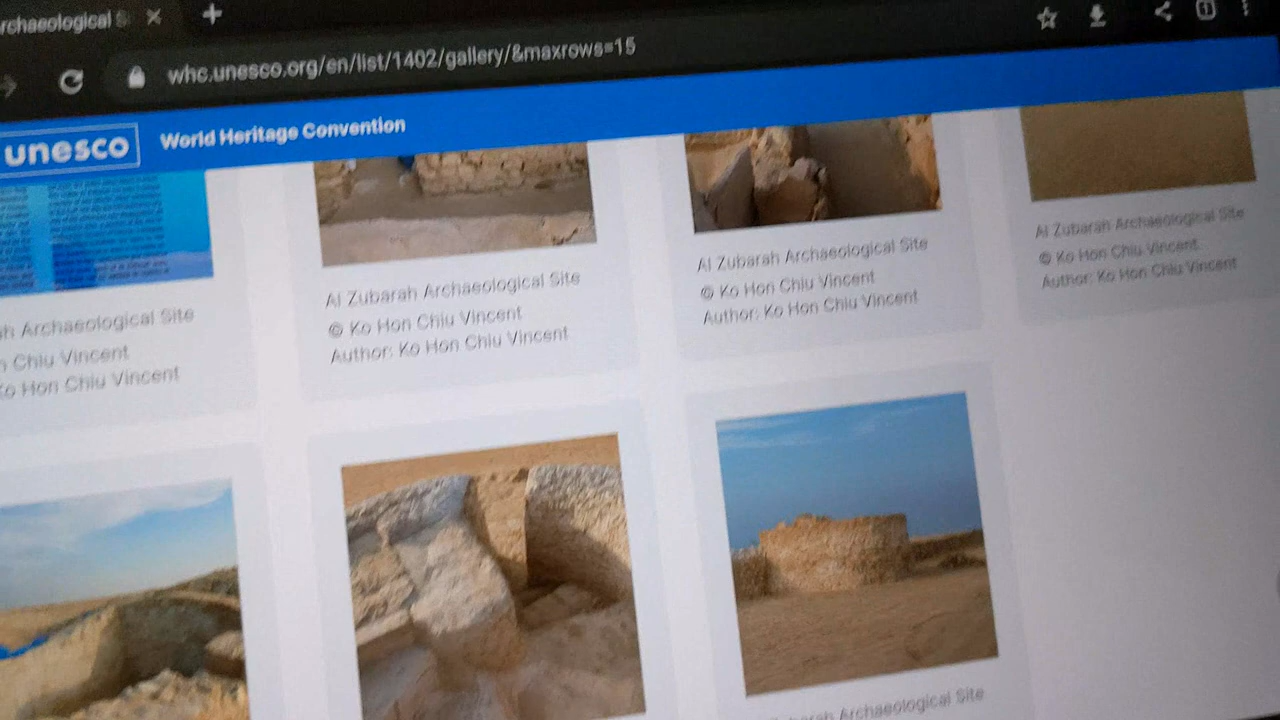 rchaeological S
whc.unesco.org/en/list/1402/gallery/&maxrows=15
unesco
World Heritage Convention
h Archaeological Site
n Chiu Vincent
Ko Hon Chiu Vincent
Al Zubarah Archaeological Site
© Ko Hon Chiu Vincent
Author: Ko Hon Chiu Vincent
Al Zubarah Archaeological Site
© Ko Hon Chiu Vincent
Author: Ko Hon Chiu Vincent
Al Zubarah Archaeological Site
© Ko Hon Chiu Vincent
Author: Ko Hon Chiu Vincent
barah Archaeological Site